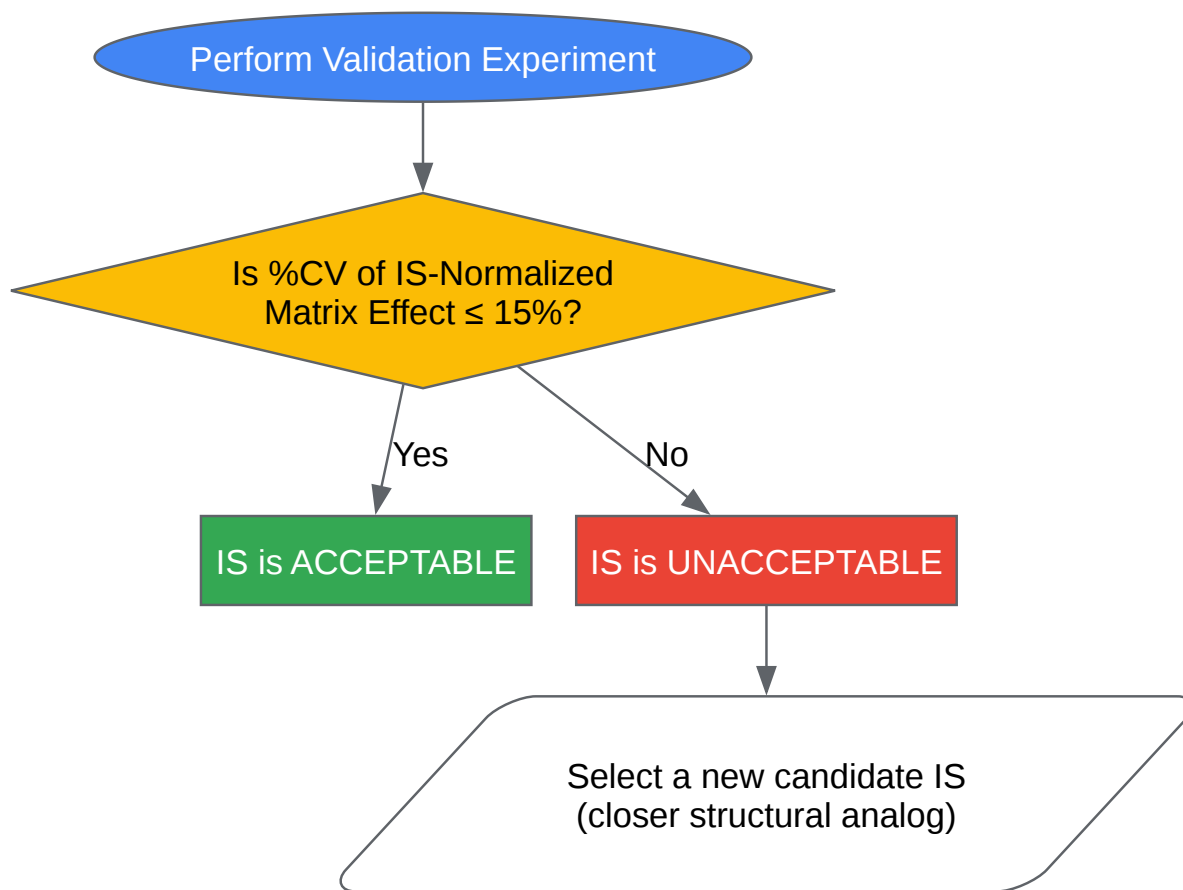 Perform Validation Experiment
Is %CV of IS-Normalized
Matrix Effect ≤ 15%?
Yes
No
IS is ACCEPTABLE
IS is UNACCEPTABLE
Select a new candidate IS
(closer structural analog)